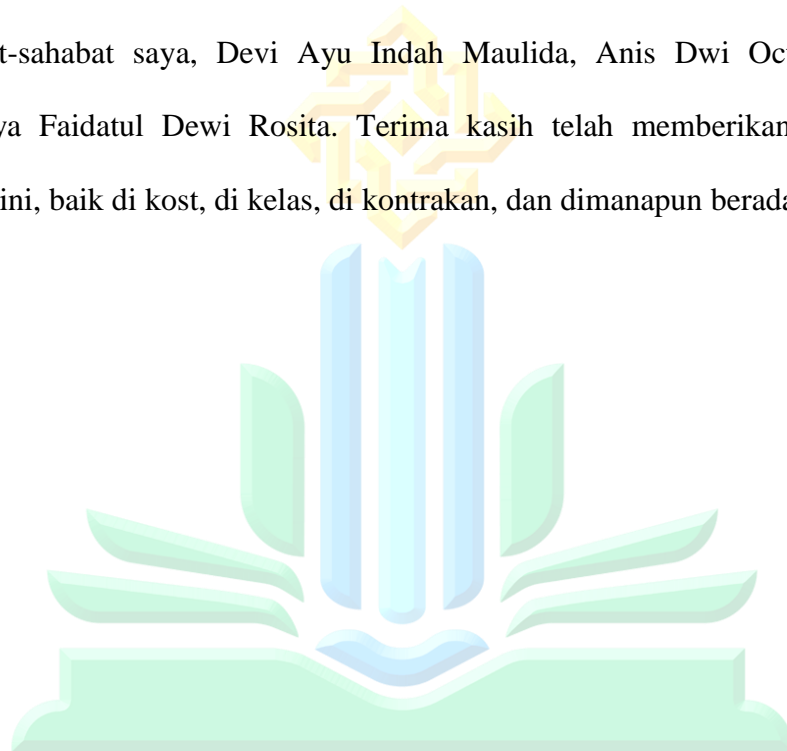 t-sahabat saya, Devi Ayu Indah Maulida, Anis Dwi Oc
ya Faidatul Dewi Rosita. Terima kasih telah memberikan
ini, baik di kost, di kelas, di kontrakan, dan dimanapun berada